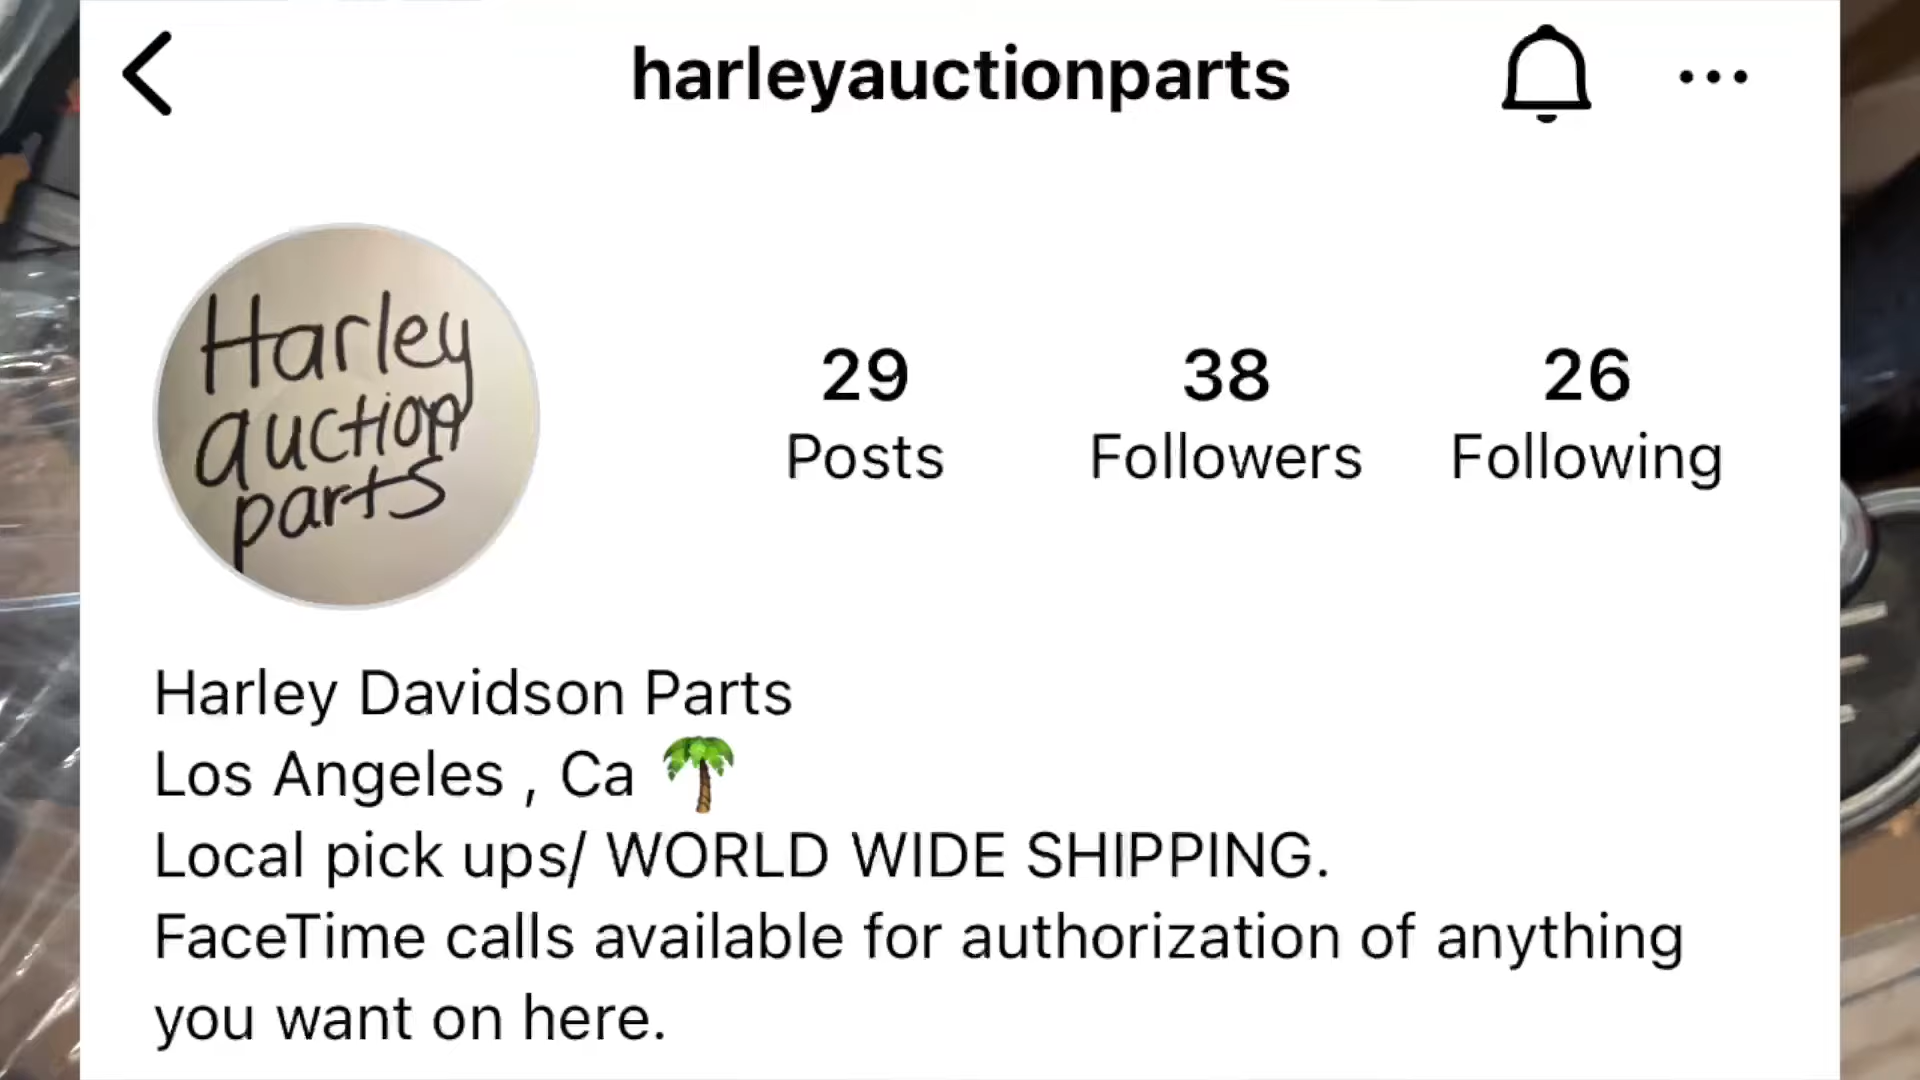 harleyauctionparts
Harley
auction
parts
29 38 26
Posts Followers Following
Harley Davidson Parts
Los Angeles , Ca 🌴
Local pick ups/ WORLD WIDE SHIPPING.
FaceTime calls available for authorization of anything
you want on here.